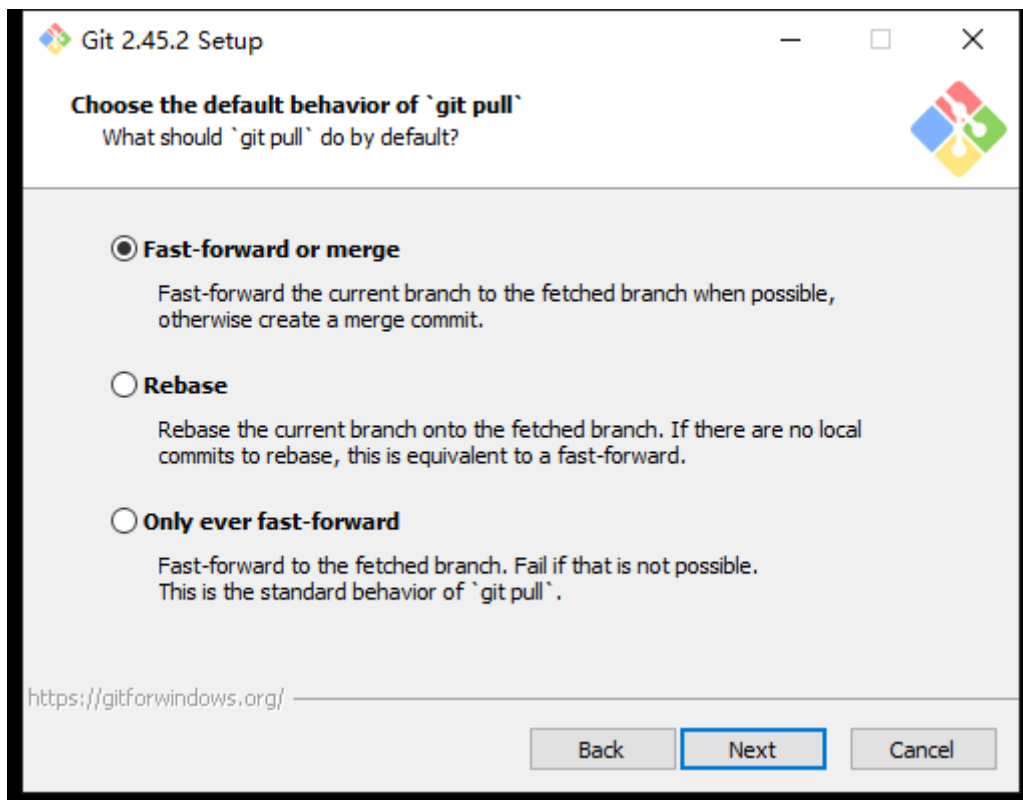 Git 2.45.2 Setup
Choose the default behavior of `git pull`
What should `git pull` do by default?
Fast-forward or merge
Fast-forward the current branch to the fetched branch when possible,
otherwise create a merge commit.
Rebase
Rebase the current branch onto the fetched branch. If there are no local
commits to rebase, this is equivalent to a fast-forward.
Only ever fast-forward
Fast-forward to the fetched branch. Fail if that is not possible.
This is the standard behavior of `git pull`.
https://gitforwindows.org/
Back Next Cancel